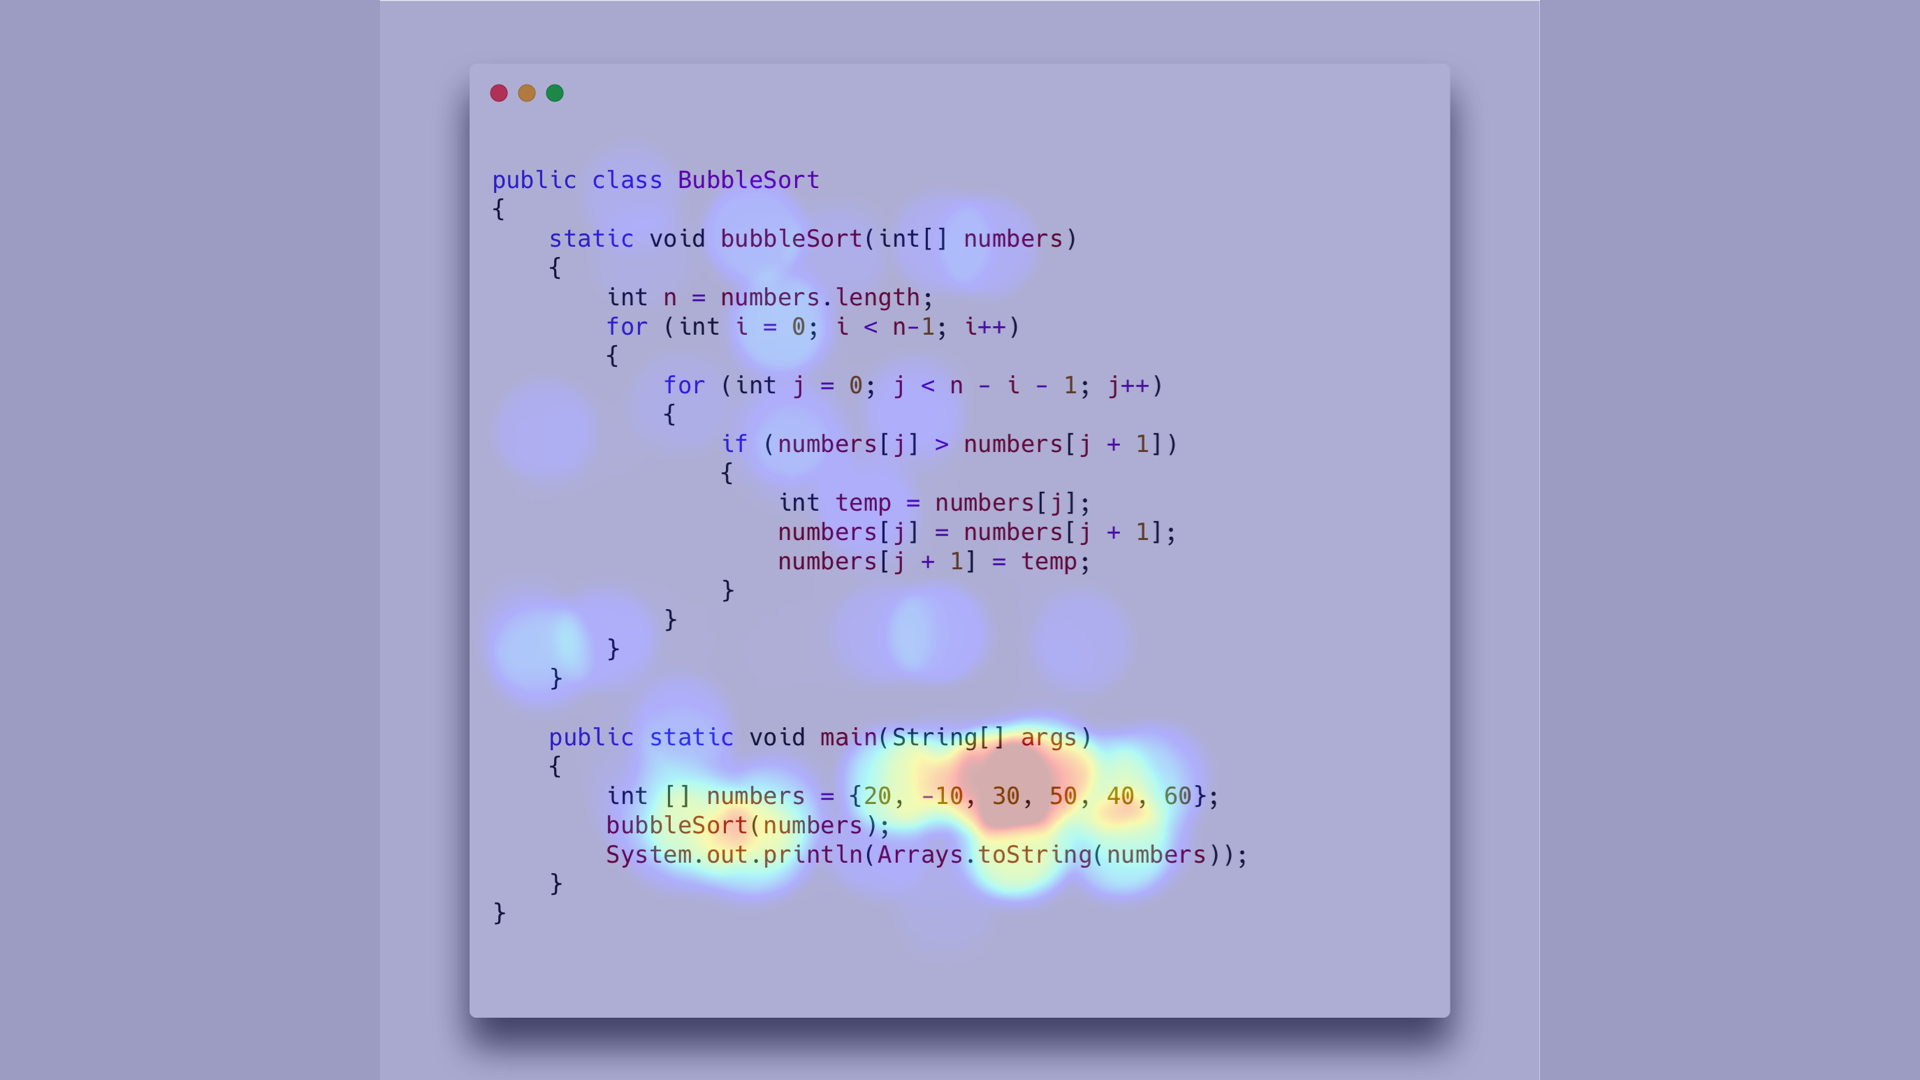 public class BubbleSort
{
    static void bubbleSort(int[] numbers)
    {
        int n = numbers.length;
        for (int i = 0; i < n-1; i++)
        {
            for (int j = 0; j < n - i - 1; j++)
            {
                if (numbers[j] > numbers[j + 1])
                {
                    int temp = numbers[j];
                    numbers[j] = numbers[j + 1];
                    numbers[j + 1] = temp;
                }
            }
        }
    }

    public static void main(String[] args)
    {
        int [] numbers = {20, -10, 30, 50, 40, 60};
        bubbleSort(numbers);
        System.out.println(Arrays.toString(numbers));
    }
}